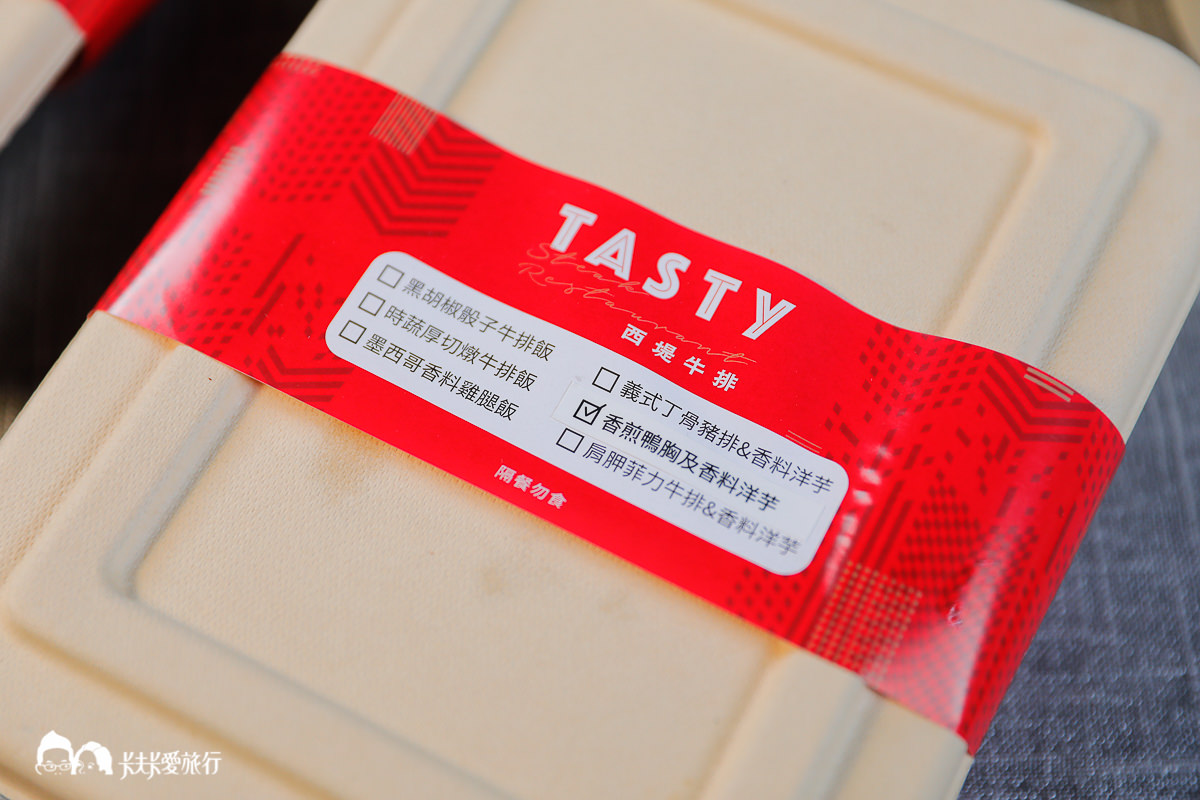 TASTY
Steak
Restaurant
西堤牛排
□黑胡椒骰子牛排飯
□時蔬厚切燉牛排飯
□墨西哥香料雞腿飯
□義式丁骨豬排&香料洋芋
☑香煎鴨胸及香料洋芋
□肩胛菲力牛排&香料洋芋
隔餐勿食
卡夫卡愛旅行